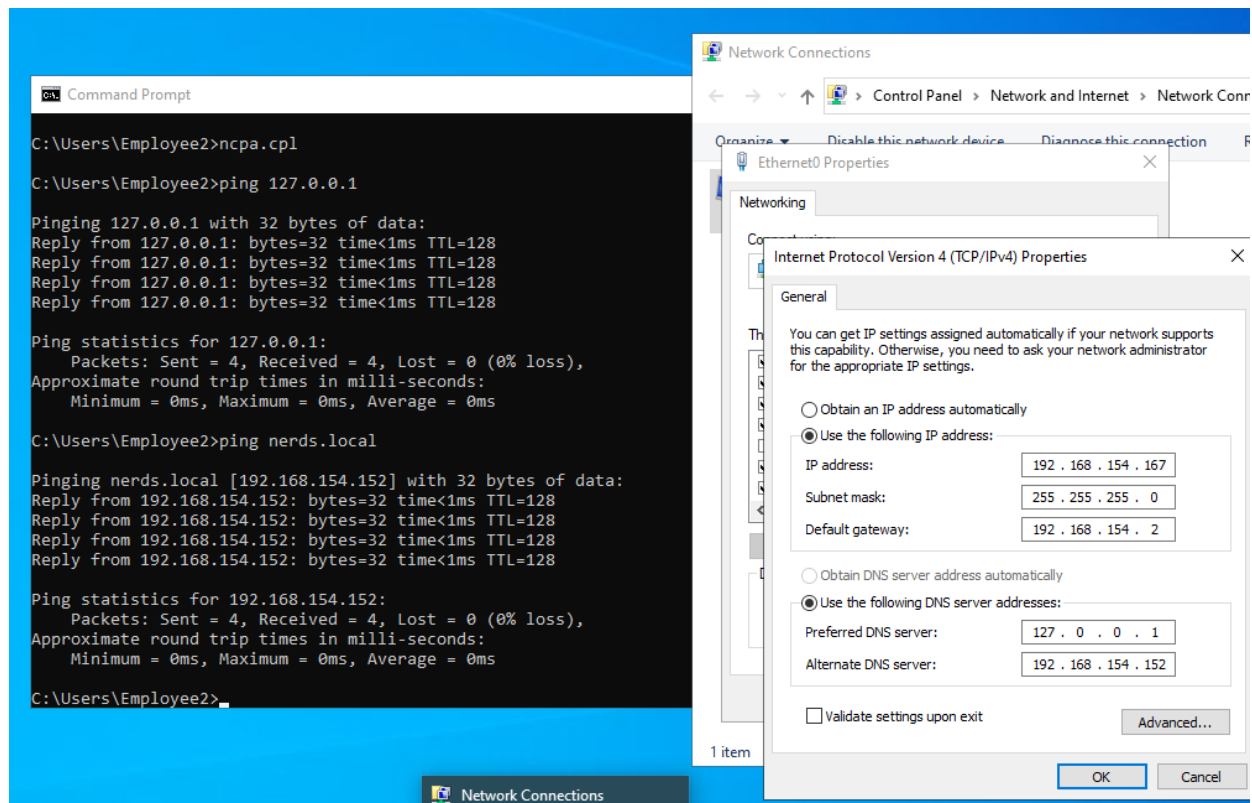 Command Prompt
C:\Users\Employee2>ncpa.cpl
C:\Users\Employee2>ping 127.0.0.1
Pinging 127.0.0.1 with 32 bytes of data:
Reply from 127.0.0.1: bytes=32 time<1ms TTL=128
Reply from 127.0.0.1: bytes=32 time<1ms TTL=128
Reply from 127.0.0.1: bytes=32 time<1ms TTL=128
Reply from 127.0.0.1: bytes=32 time<1ms TTL=128
Ping statistics for 127.0.0.1:
    Packets: Sent = 4, Received = 4, Lost = 0 (0% loss),
Approximate round trip times in milli-seconds:
    Minimum = 0ms, Maximum = 0ms, Average = 0ms
C:\Users\Employee2>ping nerds.local
Pinging nerds.local [192.168.154.152] with 32 bytes of data:
Reply from 192.168.154.152: bytes=32 time<1ms TTL=128
Reply from 192.168.154.152: bytes=32 time<1ms TTL=128
Reply from 192.168.154.152: bytes=32 time<1ms TTL=128
Reply from 192.168.154.152: bytes=32 time<1ms TTL=128
Ping statistics for 192.168.154.152:
    Packets: Sent = 4, Received = 4, Lost = 0 (0% loss),
Approximate round trip times in milli-seconds:
    Minimum = 0ms, Maximum = 0ms, Average = 0ms
C:\Users\Employee2>
Network Connections
Control Panel > Network and Internet > Network Conn
Organize Disable this network device Diagnose this connection R
Ethernet0 Properties
Networking
Connect using:
Internet Protocol Version 4 (TCP/IPv4) Properties
General
Th
You can get IP settings assigned automatically if your network supports
this capability. Otherwise, you need to ask your network administrator
for the appropriate IP settings.
Obtain an IP address automatically
Use the following IP address:
IP address: 192 . 168 . 154 . 167
Subnet mask: 255 . 255 . 255 . 0
Default gateway: 192 . 168 . 154 . 2
Obtain DNS server address automatically
Use the following DNS server addresses:
Preferred DNS server: 127 . 0 . 0 . 1
Alternate DNS server: 192 . 168 . 154 . 152
Validate settings upon exit
Advanced...
1 item
OK Cancel
Network Connections